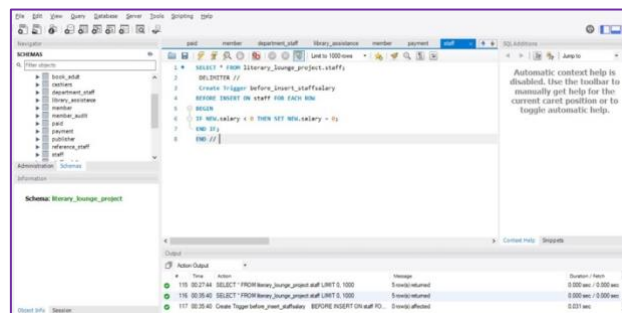 File Edit View Query Database Server Tools Scripting Help
Navigator
SCHEMAS
Filter objects
book_adult
cashiers
department_staff
library_assistance
member
member_audit
paid
payment
publisher
reference_staff
staff
Administration Schemas
Information
Schema: literary_lounge_project
Object Info Session
paid member department_staff library_assistance member payment staff
Limit to 1000 rows
1 SELECT * FROM literary_lounge_project.staff;
2 DELIMITER //
3 Create Trigger before_insert_staffsalary
4 BEFORE INSERT ON staff FOR EACH ROW
5 BEGIN
6 IF NEW.salary < 0 THEN SET NEW.salary = 0;
7 END IF;
8 END //
SQL Additions
Jump to
Automatic context help is
disabled. Use the toolbar to
manually get help for the
current caret position or to
toggle automatic help.
Context Help Snippets
Output
Action Output
# Time Action Message Duration / Fetch
115 00:27:44 SELECT * FROM literary_lounge_project.staff LIMIT 0, 1000 5 row(s) returned 0.000 sec / 0.000 sec
116 00:35:40 SELECT * FROM literary_lounge_project.staff LIMIT 0, 1000 5 row(s) returned 0.000 sec / 0.000 sec
117 00:35:40 Create Trigger before_insert_staffsalary BEFORE INSERT ON staff FO... 0 row(s) affected 0.031 sec